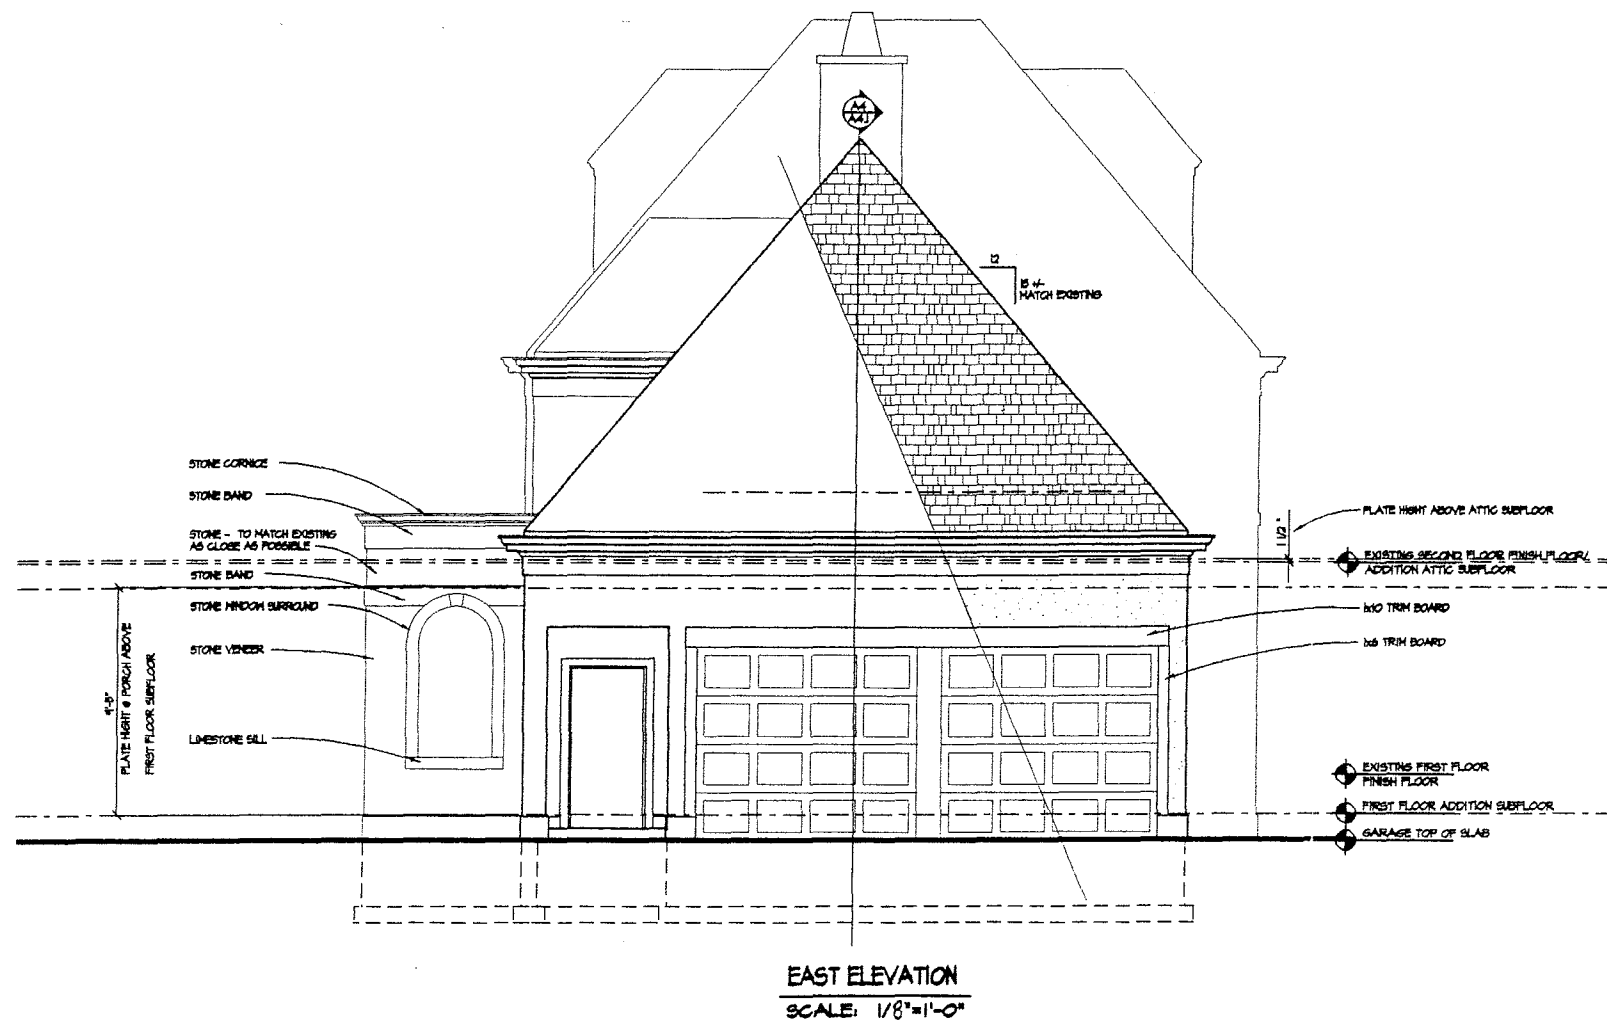 A4
A4.1
12
15 +/-
MATCH EXISTING
STONE CORNICE
STONE BAND
STONE - TO MATCH EXISTING
AS CLOSE AS POSSIBLE
STONE BAND
STONE WINDOW SURROUND
STONE VENEER
LIMESTONE SILL
9'-8"
PLATE HIGHT @ PORCH ABOVE
FIRST FLOOR SUBFLOOR
1 1/2"
PLATE HIGHT ABOVE ATTIC SUBFLOOR
EXISTING SECOND FLOOR FINISH FLOOR/
ADDITION ATTIC SUBFLOOR
1x10 TRIM BOARD
1x8 TRIM BOARD
EXISTING FIRST FLOOR
FINISH FLOOR
FIRST FLOOR ADDITION SUBFLOOR
GARAGE TOP OF SLAB
EAST ELEVATION
SCALE: 1/8"=1'-0"